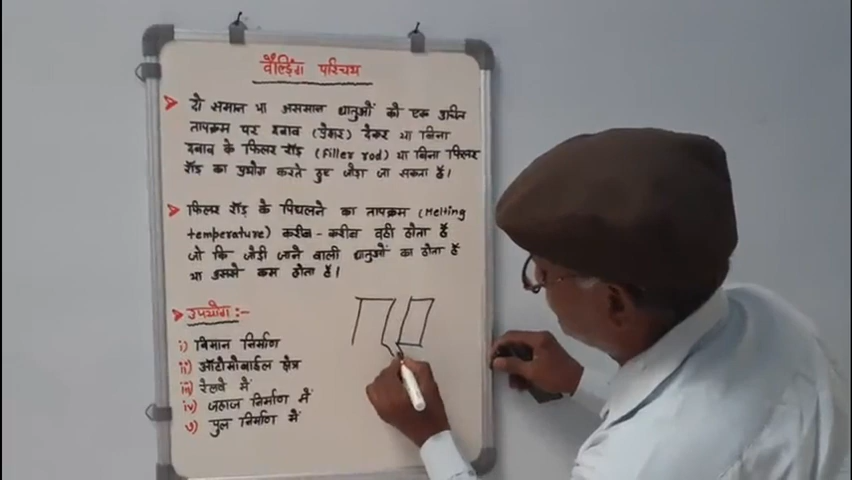 वैल्डिंग परिचय
दो समान या असमान धातुओं को एक उचित
तापक्रम पर दबाव (प्रेशर) देकर या बिना
दबाव के फिलर रॉड (Filler rod) या बिना फिलर
रॉड का प्रयोग करते हुए जोड़ा जा सकता है।
फिलर रॉड के पिघलने का तापक्रम (Melting
temperature) करीब-करीब वही होता है
जो कि जोड़ी जाने वाली धातुओं का होता है
या उससे कम होता है।
उपयोग :-
i) विमान निर्माण
ii) ऑटोमोबाईल क्षेत्र
iii) रेलवे में
iv) जहाज निर्माण में
v) पुल निर्माण में